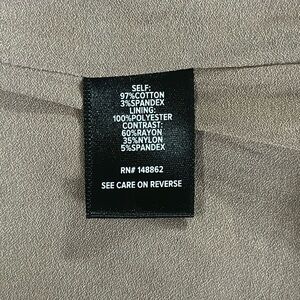 SELF:
97%COTTON
3%SPANDEX
LINING:
100%POLYESTER
CONTRAST:
60%RAYON
35%NYLON
5%SPANDEX
RN# 148862
SEE CARE ON REVERSE